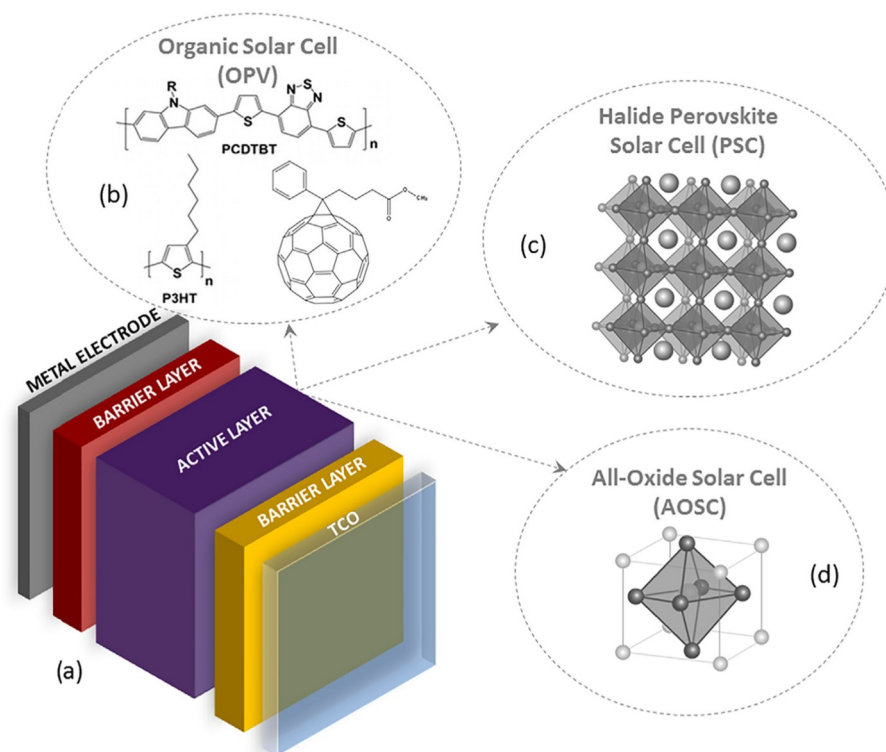 Organic Solar Cell
(OPV)
R
N
S
N
N
S
S
n
PCDTBT
(b)
O
CH₃
O
S
n
P3HT
Halide Perovskite
Solar Cell (PSC)
(c)
METAL ELECTRODE
BARRIER LAYER
ACTIVE LAYER
BARRIER LAYER
TCO
(a)
All-Oxide Solar Cell
(AOSC)
(d)